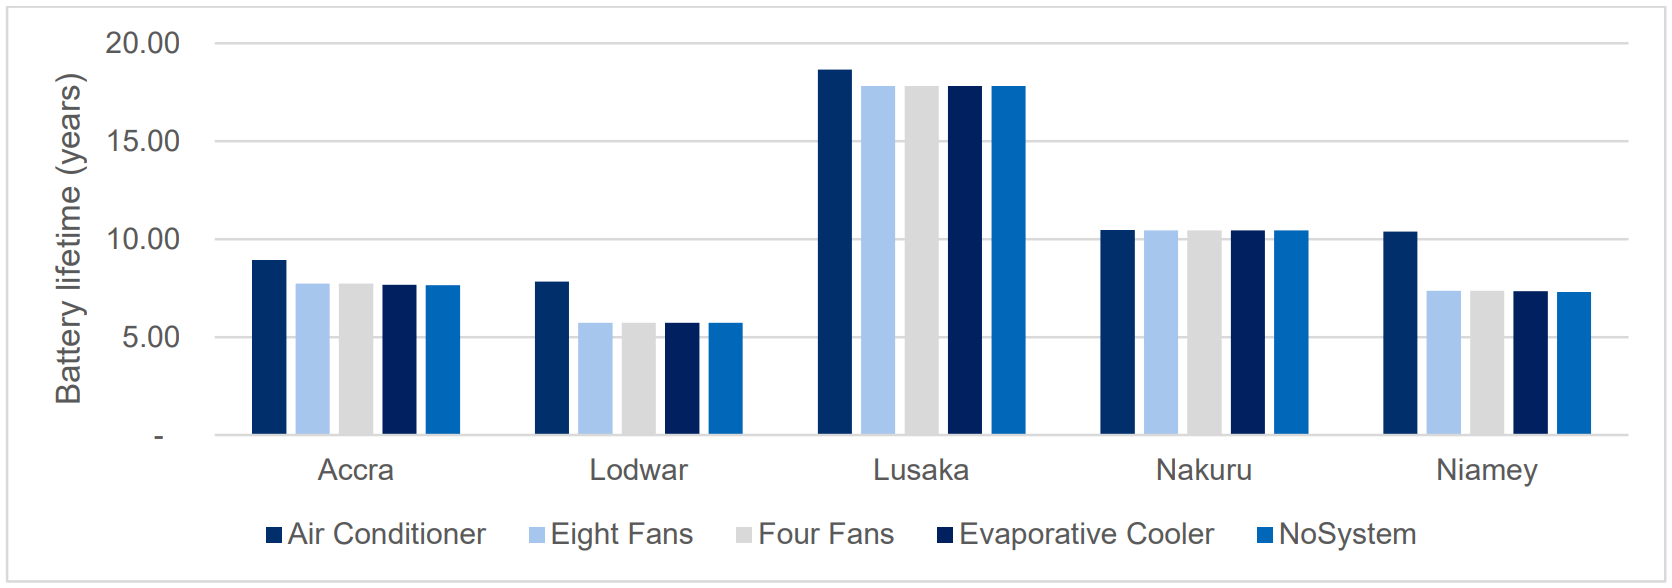 Battery lifetime (years)
20.00
15.00
10.00
5.00
-
Accra Lodwar Lusaka Nakuru Niamey
Air Conditioner Eight Fans Four Fans Evaporative Cooler NoSystem